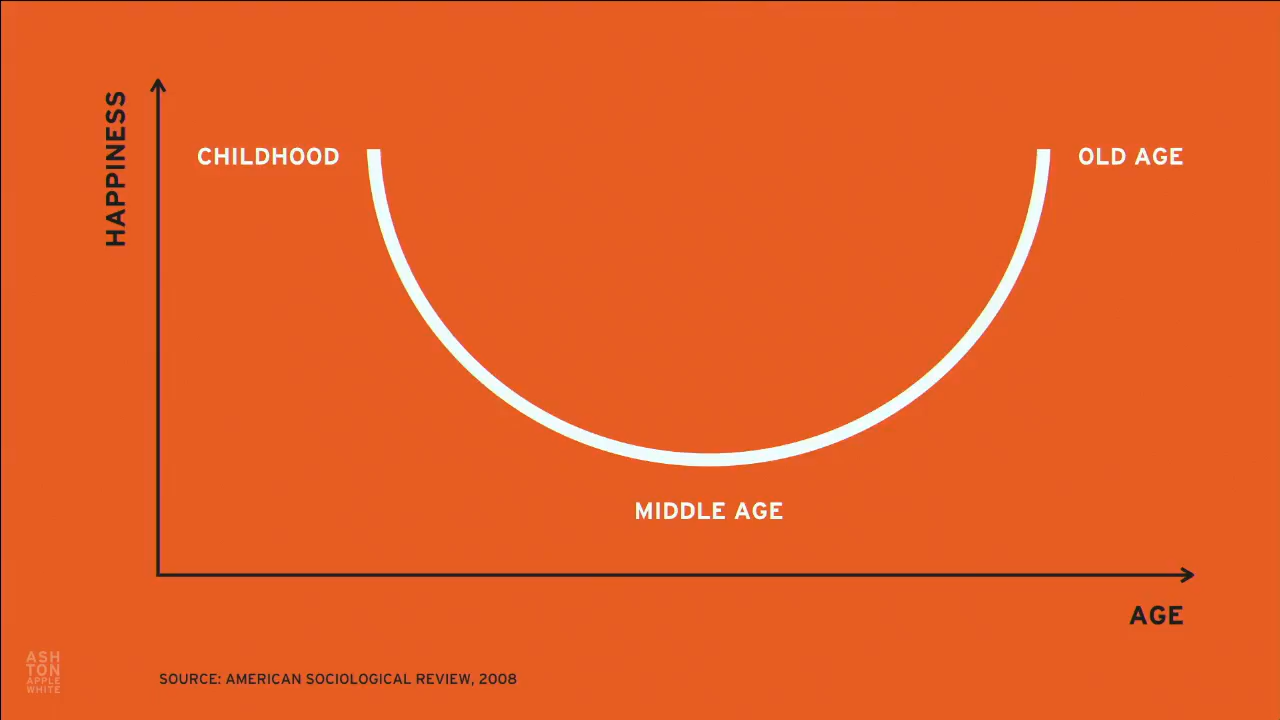 HAPPINESS
CHILDHOOD
OLD AGE
MIDDLE AGE
AGE
SOURCE: AMERICAN SOCIOLOGICAL REVIEW, 2008
ASH
TON
APPLE
WHITE